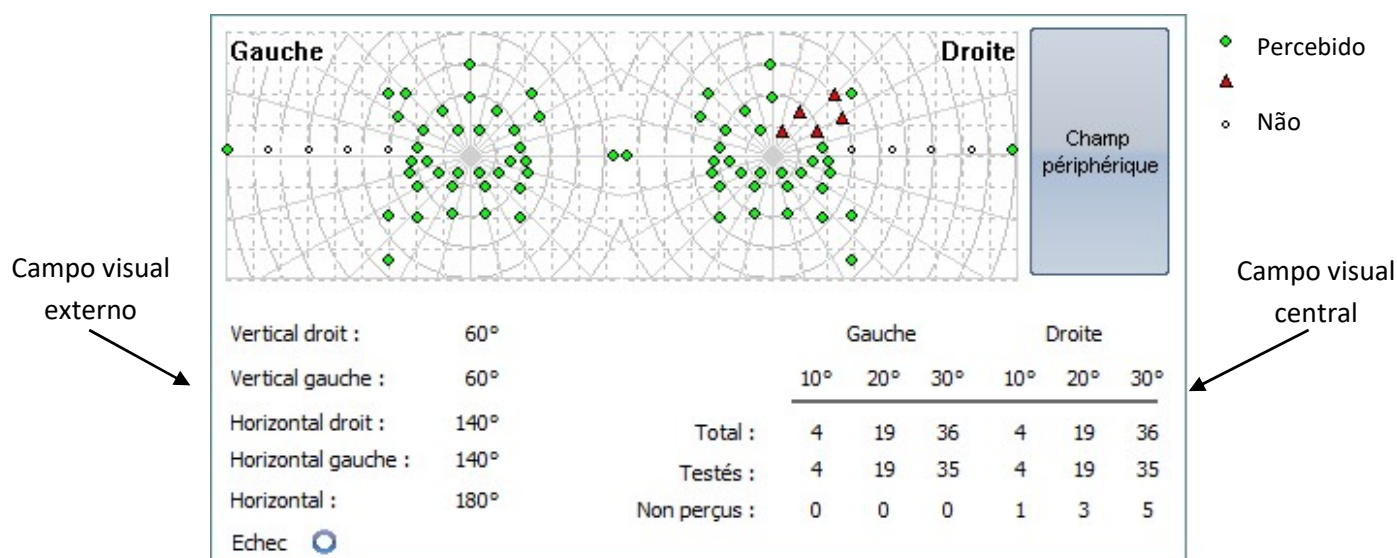 Gauche
Droite
Champ
périphérique
Percebido
Não
Campo visual
externo
Campo visual
central
Vertical droit : 60°
Vertical gauche : 60°
Horizontal droit : 140°
Horizontal gauche : 140°
Horizontal : 180°
Echec
Gauche Droite
10° 20° 30° 10° 20° 30°
Total : 4 19 36 4 19 36
Testés : 4 19 35 4 19 35
Non perçus : 0 0 0 1 3 5